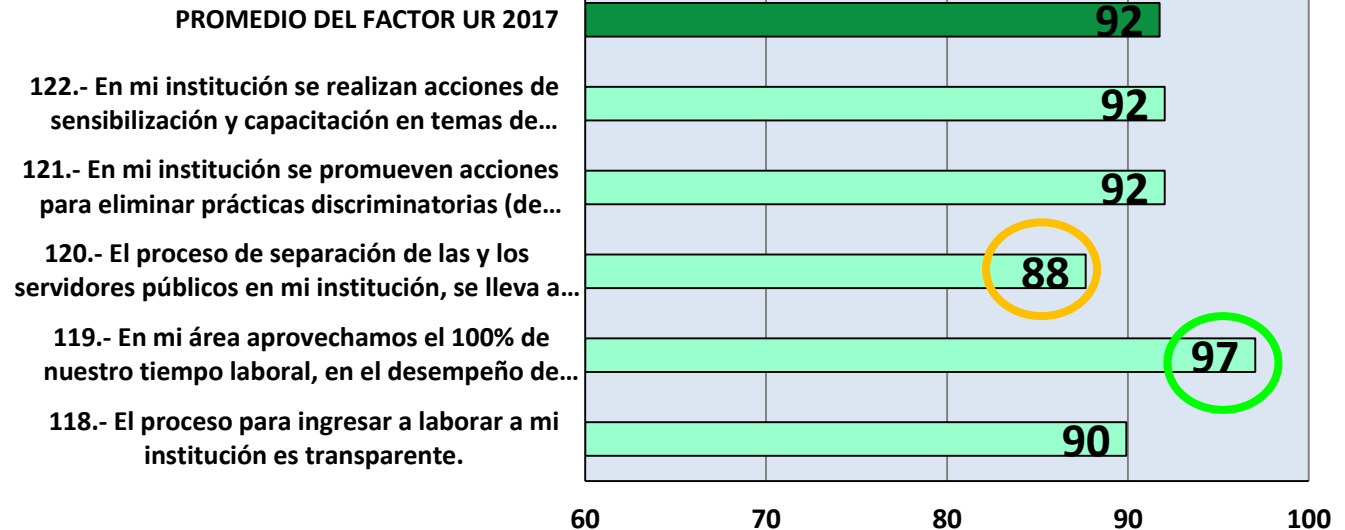 PROMEDIO DEL FACTOR UR 2017
92
122.- En mi institución se realizan acciones de
sensibilización y capacitación en temas de...
92
121.- En mi institución se promueven acciones
para eliminar prácticas discriminatorias (de...
92
120.- El proceso de separación de las y los
servidores públicos en mi institución, se lleva a...
88
119.- En mi área aprovechamos el 100% de
nuestro tiempo laboral, en el desempeño de...
97
118.- El proceso para ingresar a laborar a mi
institución es transparente.
90
60 70 80 90 100